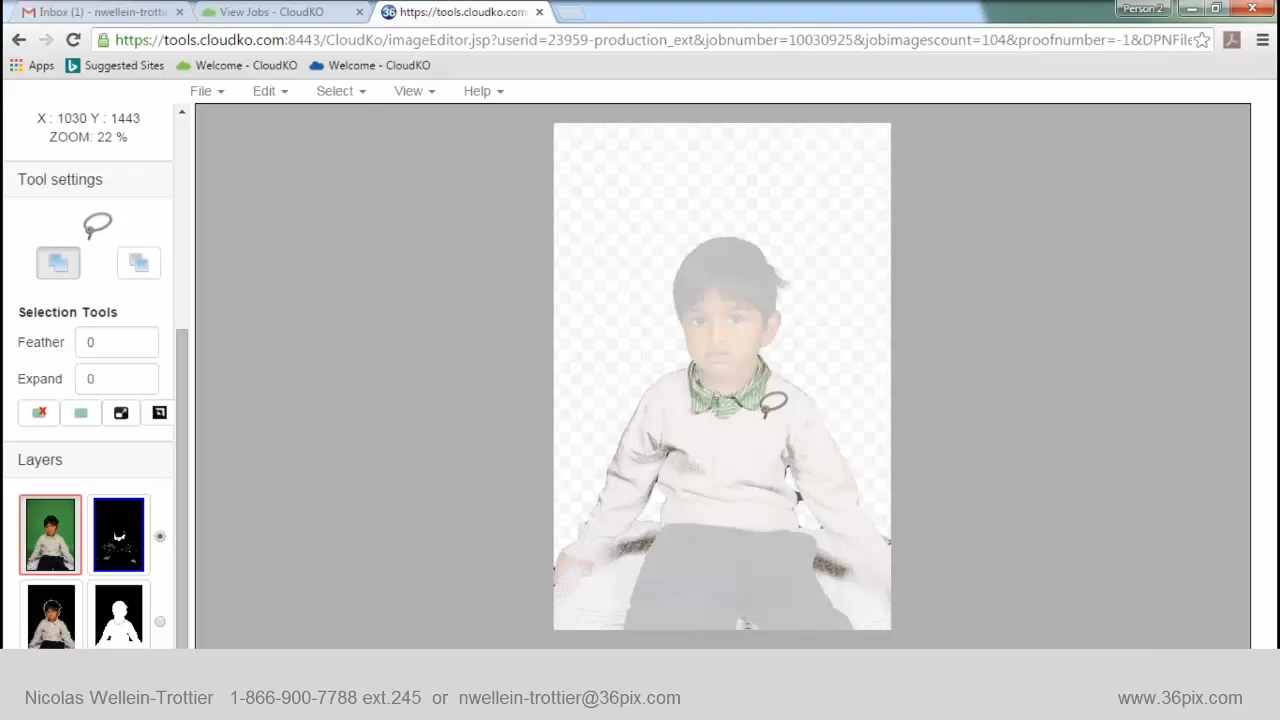 Inbox (1) - nwellein-trottie
View Jobs - CloudKO
36 https://tools.cloudko.com
Person 2
https://tools.cloudko.com:8443/CloudKo/imageEditor.jsp?userid=23959-production_ext&jobnumber=10030925&jobimagescount=104&proofnumber=-1&DPNFile
Apps
Suggested Sites
Welcome - CloudKO
Welcome - CloudKO
File
Edit
Select
View
Help
X : 1030 Y : 1443
ZOOM: 22 %
Tool settings
Selection Tools
Feather 0
Expand 0
Layers
Nicolas Wellein-Trottier 1-866-900-7788 ext.245 or nwellein-trottier@36pix.com
www.36pix.com